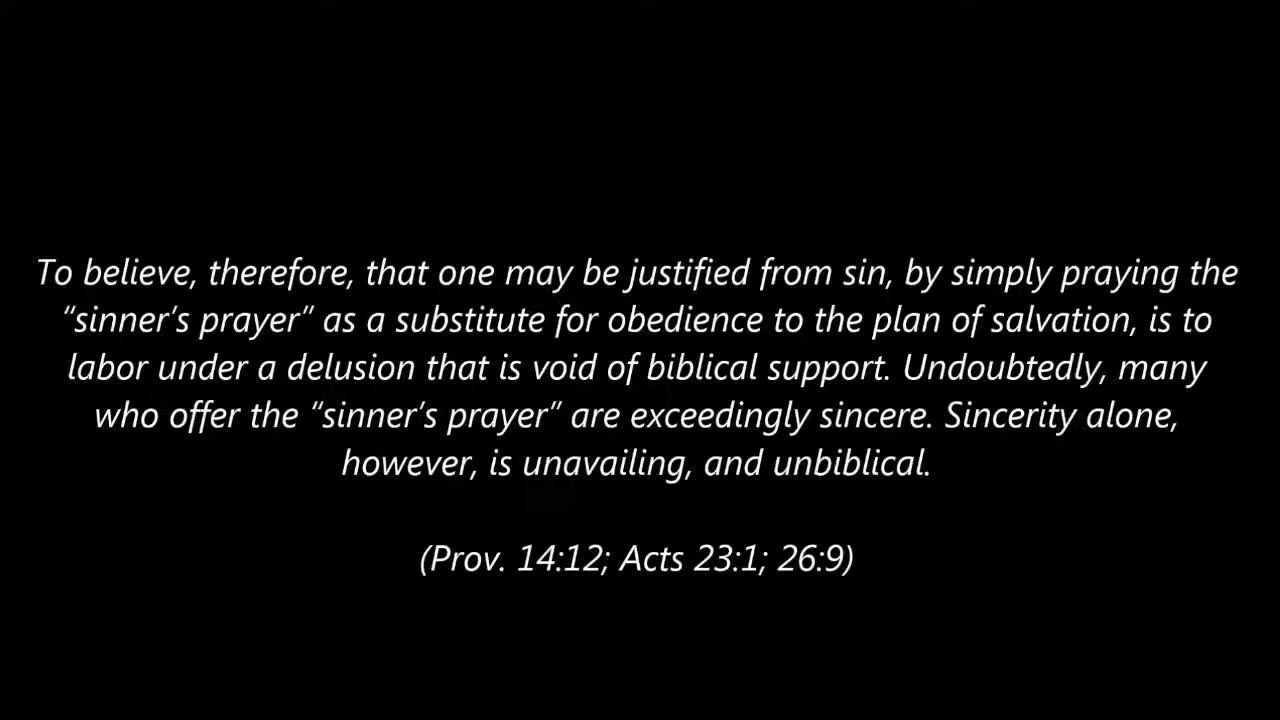 To believe, therefore, that one may be justified from sin, by simply praying the
“sinner’s prayer” as a substitute for obedience to the plan of salvation, is to
labor under a delusion that is void of biblical support. Undoubtedly, many
who offer the “sinner’s prayer” are exceedingly sincere. Sincerity alone,
however, is unavailing, and unbiblical.
(Prov. 14:12; Acts 23:1; 26:9)